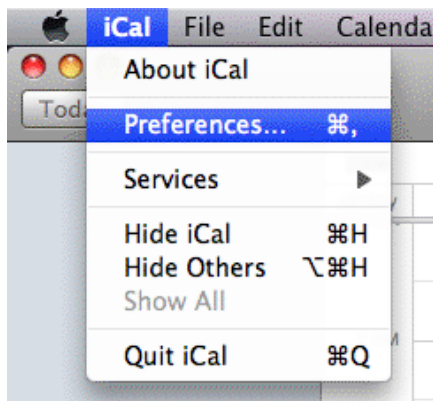 iCal File Edit Calenda
Toda
About iCal
Preferences... ⌘,
Services ▶
Hide iCal ⌘H
Hide Others ⌥⌘H
Show All
Quit iCal ⌘Q